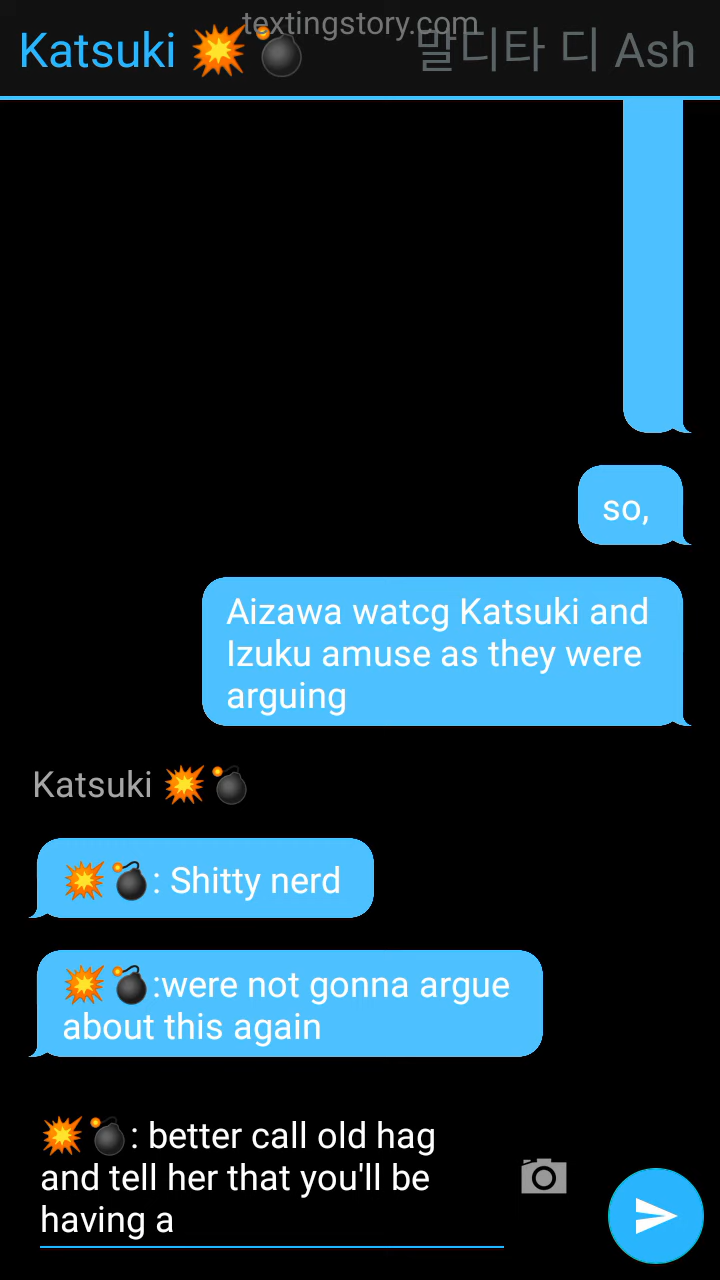 textingstory.com
Katsuki 💥💣 말디타 디 Ash
so,
Aizawa watcg Katsuki and
Izuku amuse as they were
arguing
Katsuki 💥💣
💥💣: Shitty nerd
💥💣:were not gonna argue
about this again
💥💣: better call old hag
and tell her that you'll be
having a